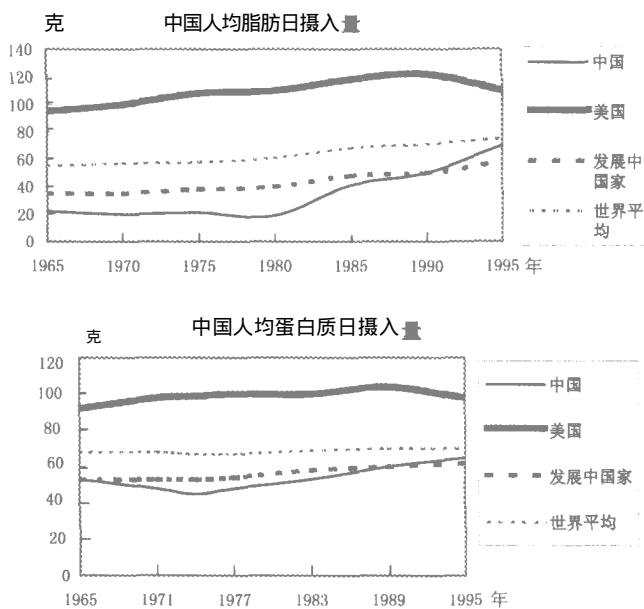 克 中国人均脂肪日摄入量
140
120
100
80
60
40
20
0
1965 1970 1975 1980 1985 1990 1995 年
中国
美国
发展中
国家
世界平
均
克 中国人均蛋白质日摄入量
120
100
80
60
40
20
0
1965 1971 1977 1983 1989 1995 年
中国
美国
发展中国家
世界平均